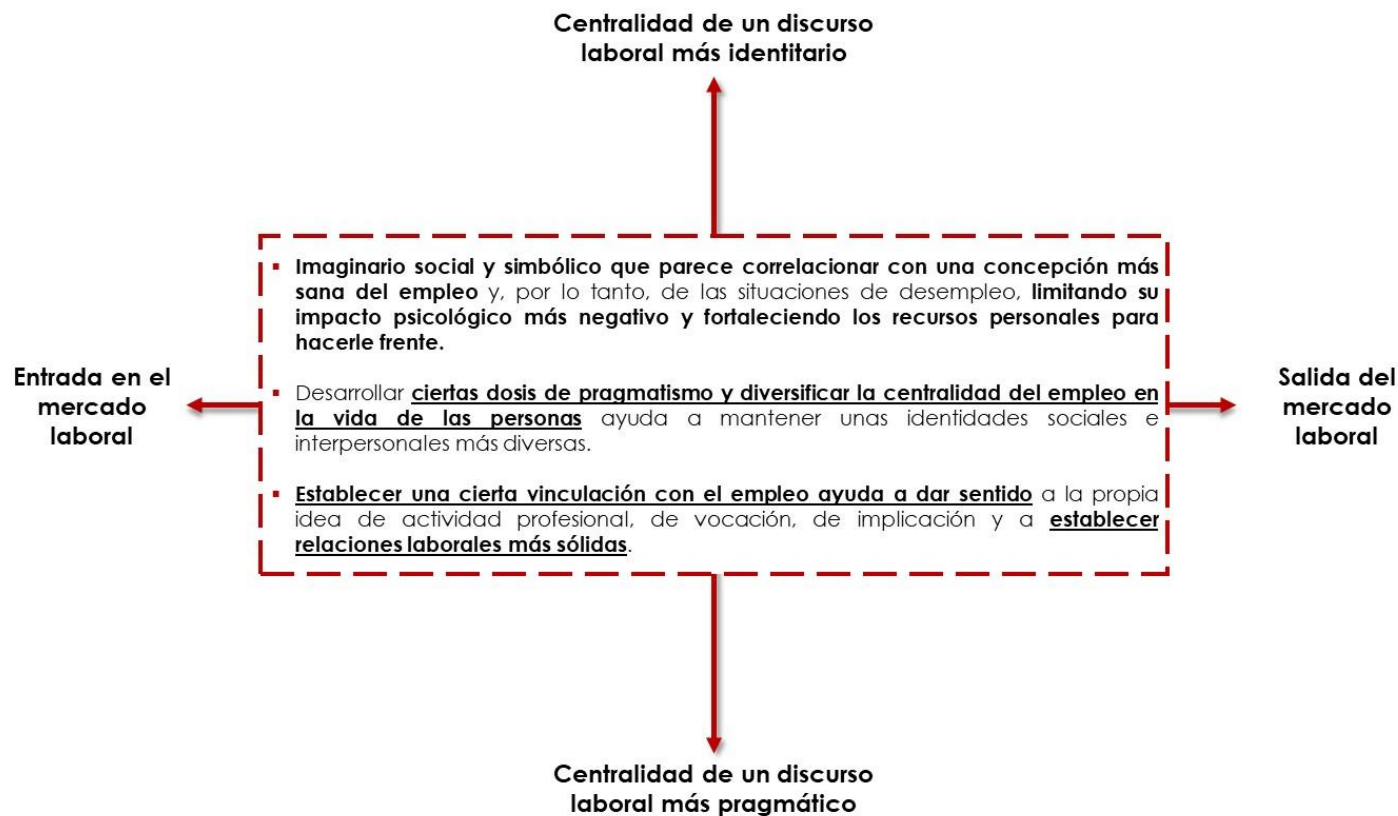 Centralidad de un discurso
laboral más identitario
▪ Imaginario social y simbólico que parece correlacionar con una concepción más
sana del empleo y, por lo tanto, de las situaciones de desempleo, limitando su
impacto psicológico más negativo y fortaleciendo los recursos personales para
hacerle frente.
Entrada en el
mercado
laboral
▪ Desarrollar ciertas dosis de pragmatismo y diversificar la centralidad del empleo en
la vida de las personas ayuda a mantener unas identidades sociales e
interpersonales más diversas.
Salida del
mercado
laboral
▪ Establecer una cierta vinculación con el empleo ayuda a dar sentido a la propia
idea de actividad profesional, de vocación, de implicación y a establecer
relaciones laborales más sólidas.
Centralidad de un discurso
laboral más pragmático